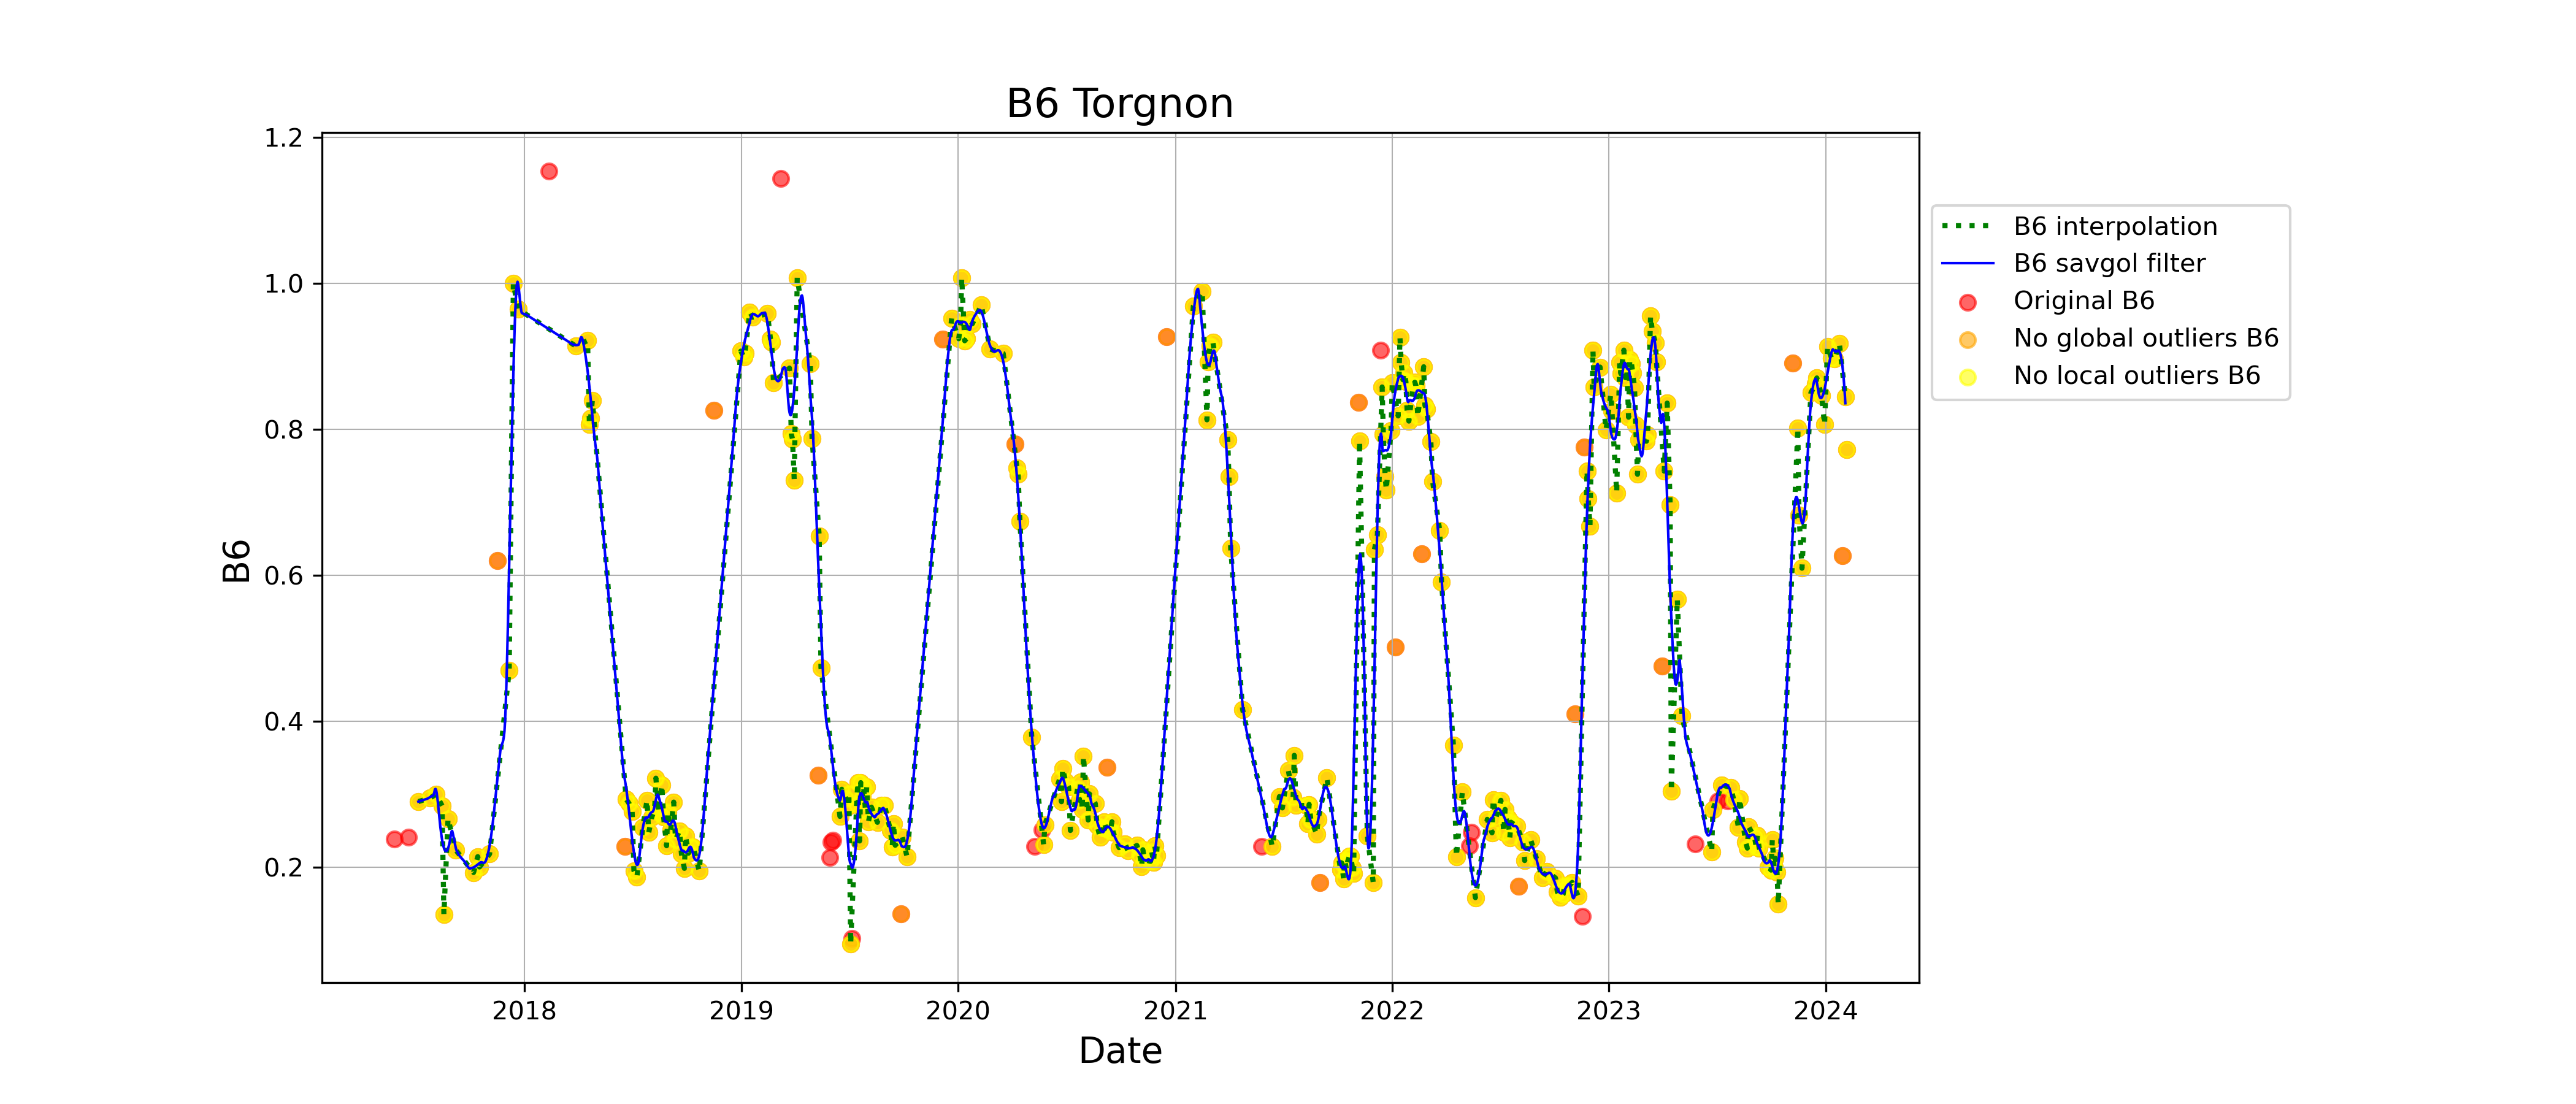 B6 Torgnon
1.2
1.0
0.8
0.6
0.4
0.2
B6
2018
2019
2020
2021
2022
2023
2024
Date
B6 interpolation
B6 savgol filter
Original B6
No global outliers B6
No local outliers B6